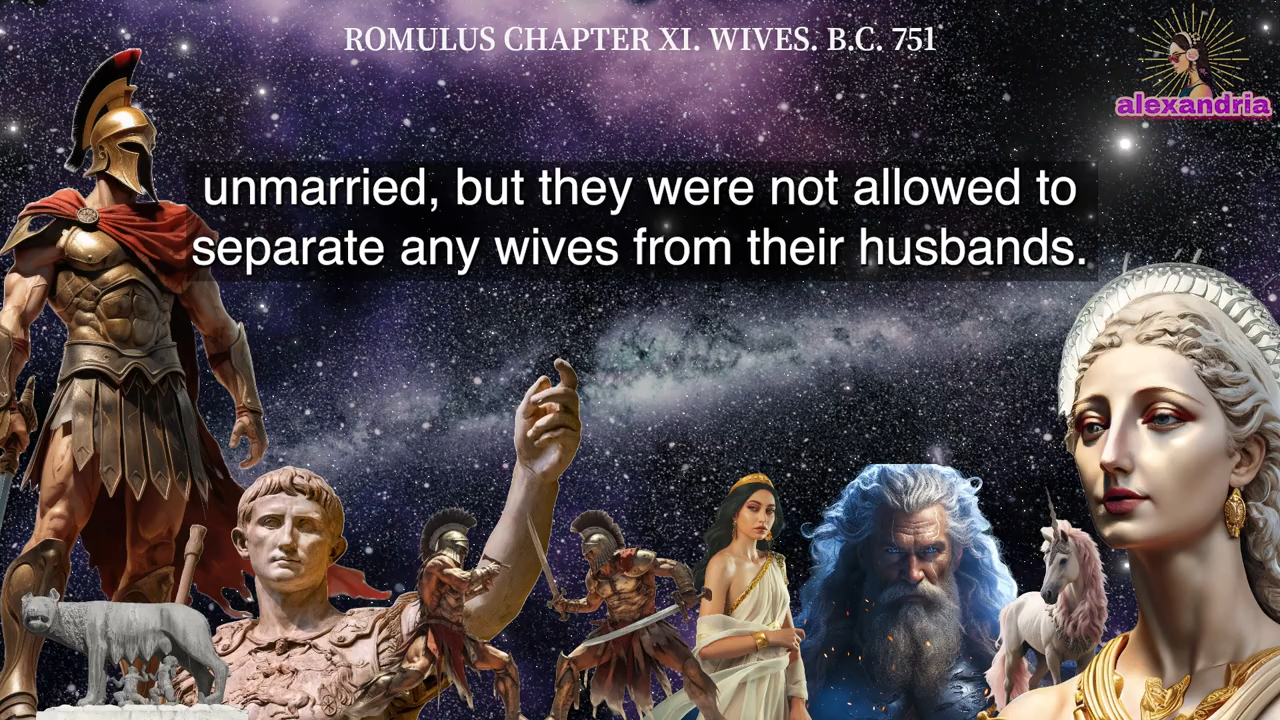 ROMULUS CHAPTER XI. WIVES. B.C. 751
alexandria
unmarried, but they were not allowed to
separate any wives from their husbands.